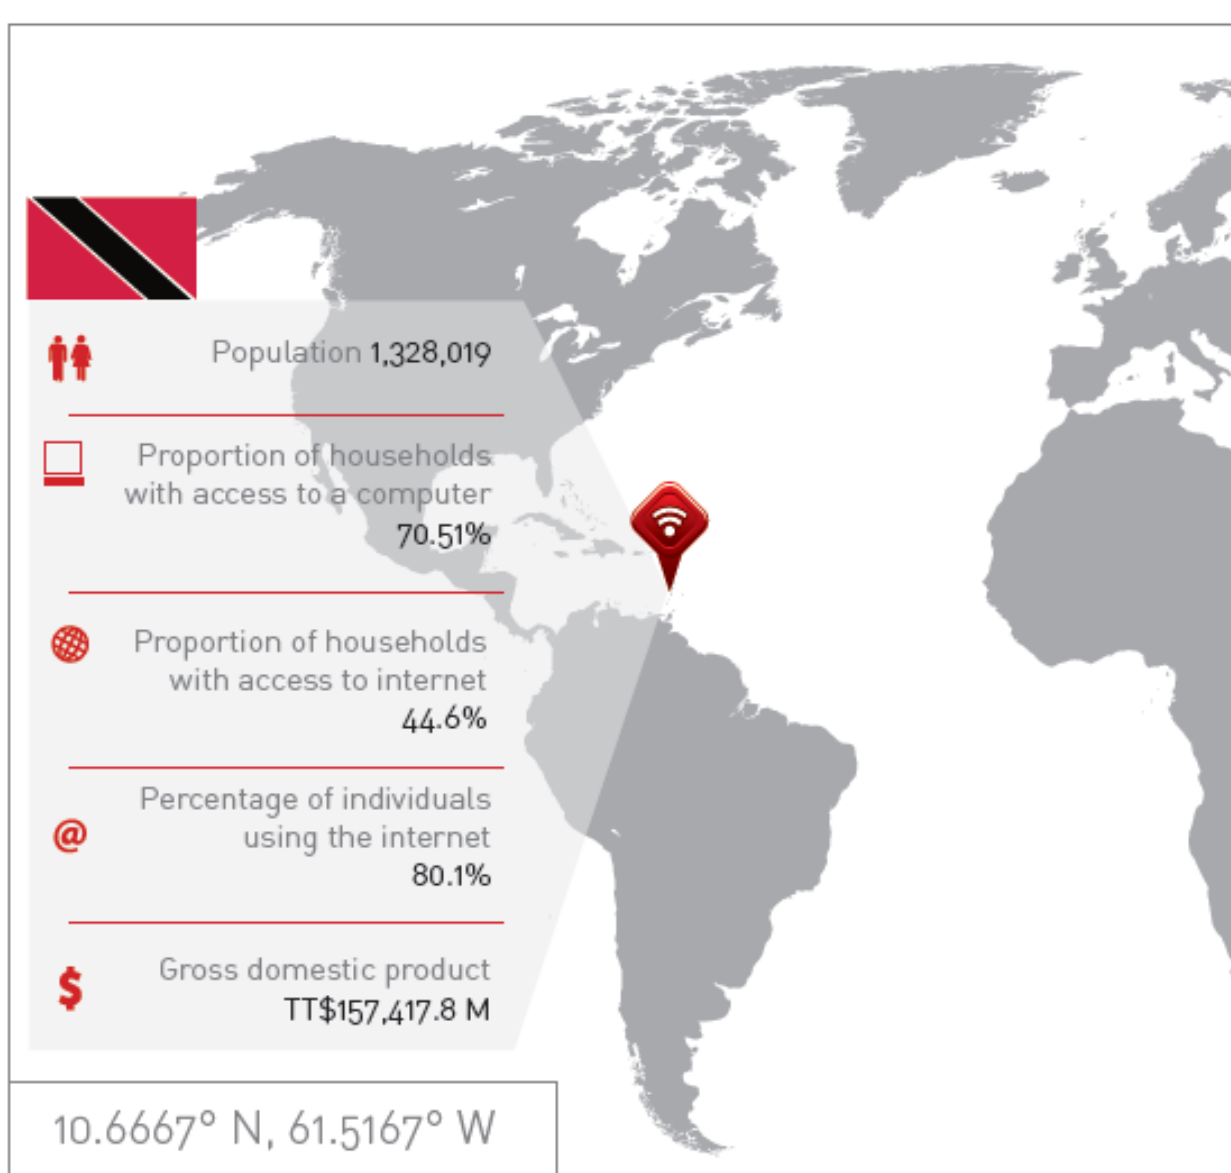 Population 1,328,019
Proportion of households
with access to a computer
70.51%
Proportion of households
with access to internet
44.6%
@
Percentage of individuals
using the internet
80.1%
$
Gross domestic product
TT$157,417.8 M
10.6667° N, 61.5167° W